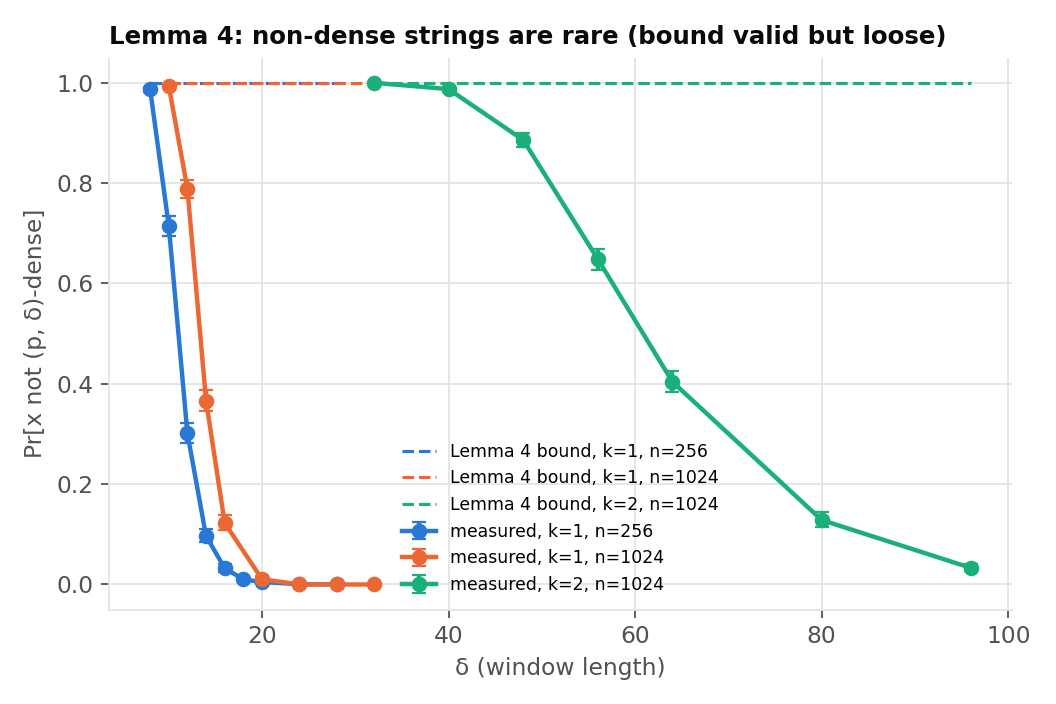 Lemma 4: non-dense strings are rare (bound valid but loose)
Pr[x not (p, δ)-dense]
1.0
0.8
0.6
0.4
0.2
0.0
Lemma 4 bound, k=1, n=256
Lemma 4 bound, k=1, n=1024
Lemma 4 bound, k=2, n=1024
measured, k=1, n=256
measured, k=1, n=1024
measured, k=2, n=1024
20 40 60 80 100
δ (window length)